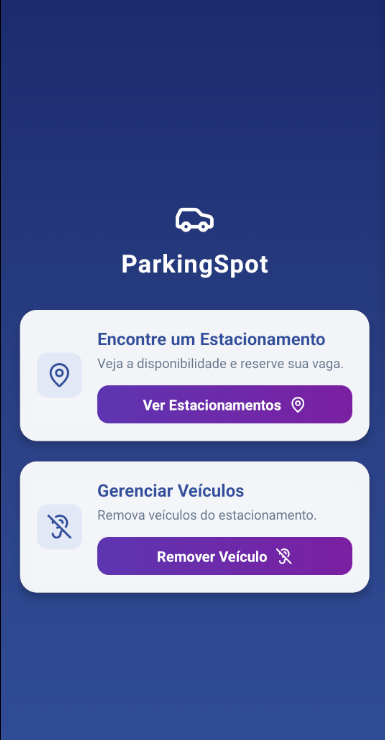 ParkingSpot
Encontre um Estacionamento
Veja a disponibilidade e reserve sua vaga.
Ver Estacionamentos
Gerenciar Veículos
Remova veículos do estacionamento.
Remover Veículo